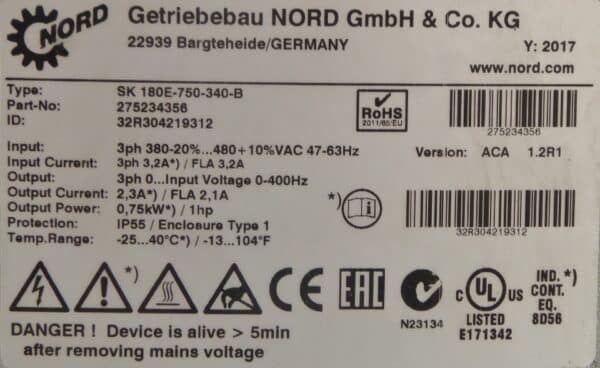 NORD
Getriebebau NORD GmbH & Co. KG
22939 Bargteheide/GERMANY Y: 2017
www.nord.com
Type: SK 180E-750-340-B
Part-No: 275234356
ID: 32R304219312
RoHS
2011/65/EU
275234356
Input: 3ph 380-20%...480+10%VAC 47-63Hz
Version: ACA 1.2R1
Input Current: 3ph 3,2A*) / FLA 3,2A
Output: 3ph 0...Input Voltage 0-400Hz
Output Current: 2,3A*) / FLA 2,1A
Output Power: 0,75kW*) / 1hp
Protection: IP55 / Enclosure Type 1
Temp.Range: -25...40°C*) / -13...104°F
*) i
32R304219312
*)
CE
EAC
N23134
C UL US
LISTED
E171342
IND. *)
CONT.
EQ.
8D56
DANGER ! Device is alive > 5min
after removing mains voltage